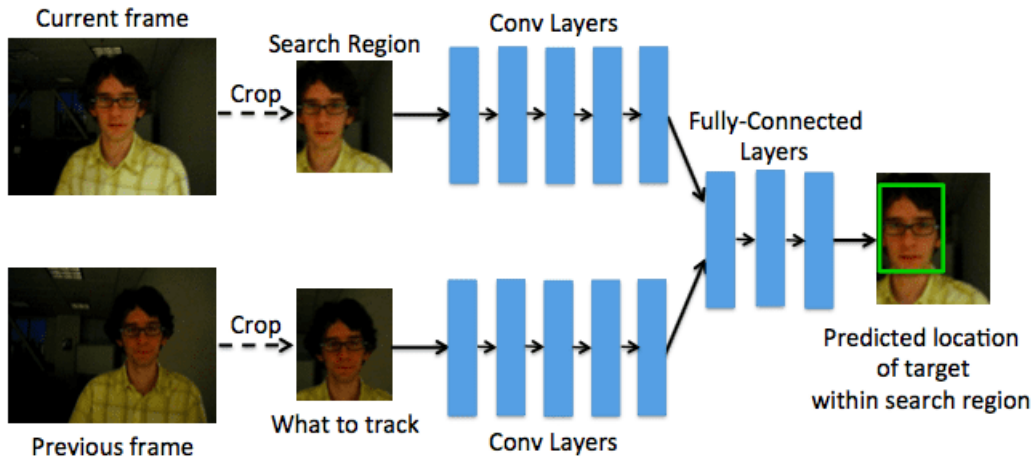 Current frame
Search Region
Conv Layers
Crop
Fully-Connected
Layers
Crop
Previous frame
What to track
Conv Layers
Predicted location
of target
within search region